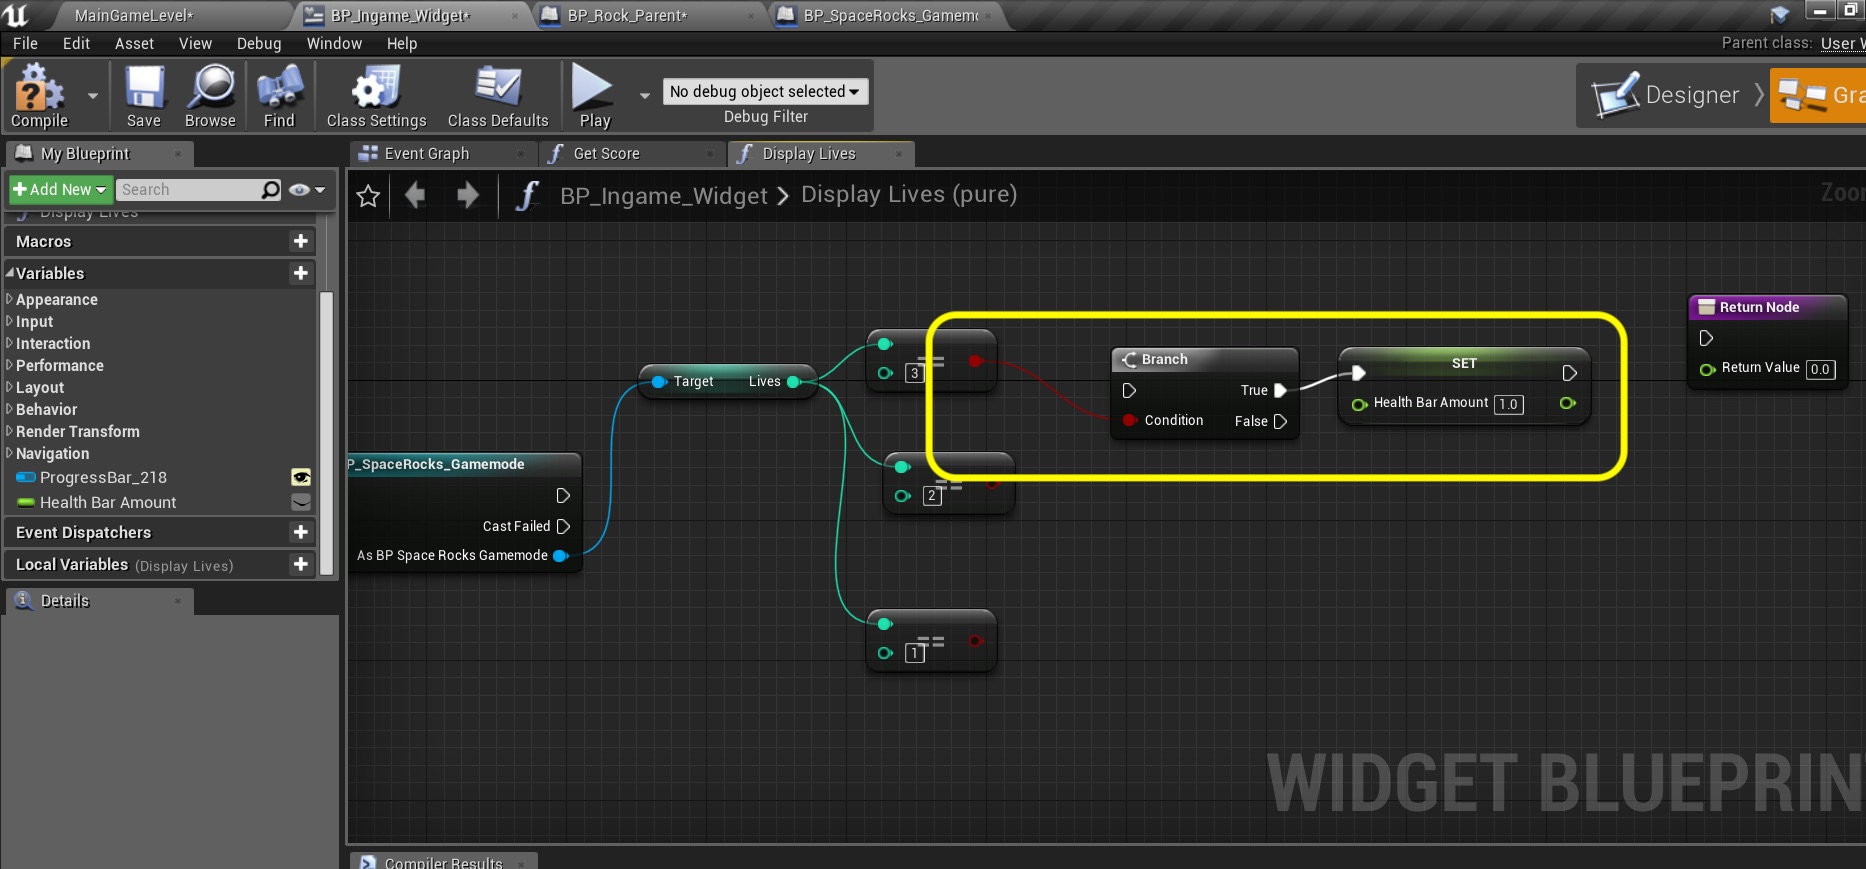 MainGameLevel*
BP_Ingame_Widget*
BP_Rock_Parent*
BP_SpaceRocks_Gamem
File Edit Asset View Debug Window Help
Parent class: User W
Compile
Save
Browse
Find
Class Settings
Class Defaults
Play
No debug object selected
Debug Filter
Designer
Gra
My Blueprint
Event Graph
Get Score
Display Lives
Add New
Search
BP_Ingame_Widget > Display Lives (pure)
Zoo
Display Lives
Macros
Variables
Appearance
Input
Interaction
Performance
Layout
Behavior
Render Transform
Navigation
ProgressBar_218
Health Bar Amount
Event Dispatchers
Local Variables (Display Lives)
Details
P_SpaceRocks_Gamemode
Cast Failed
As BP Space Rocks Gamemode
Target Lives
3 ==
2 ==
1 ==
Branch
True
Condition False
SET
Health Bar Amount 1.0
Return Node
Return Value 0.0
WIDGET BLUEPRIN
Compiler Results